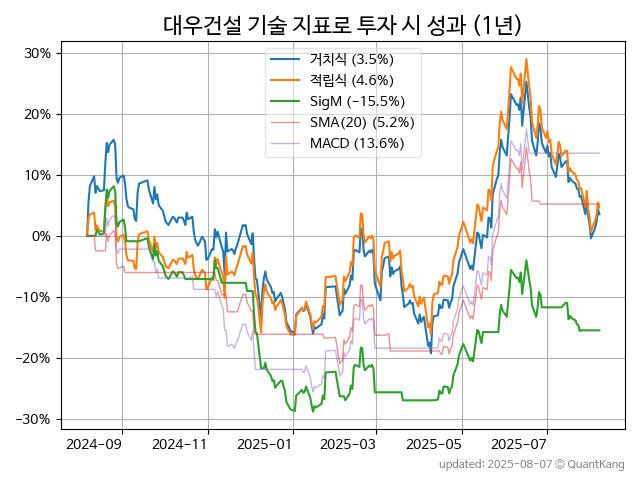 대우건설 기술 지표로 투자 시 성과 (1년)
거치식 (3.5%)
적립식 (4.6%)
SigM (−15.5%)
SMA(20) (5.2%)
MACD (13.6%)
30%
20%
10%
0%
−10%
−20%
−30%
2024-09
2024-11
2025-01
2025-03
2025-05
2025-07
updated: 2025-08-07 ⓒ QuantKang